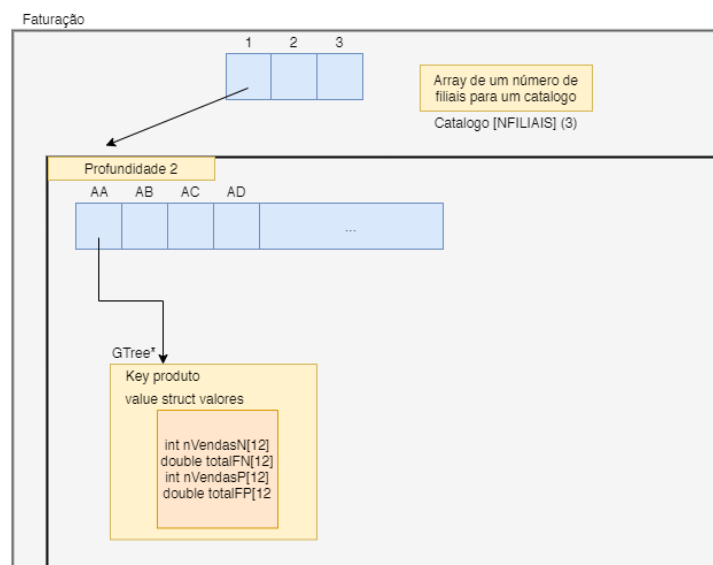 Faturação
1 2 3
Array de um número de
filiais para um catalogo
Catalogo [NFILIAIS] (3)
Profundidade 2
AA AB AC AD
...
GTree*
Key produto
value struct valores
int nVendasN[12]
double totalFN[12]
int nVendasP[12]
double totalFP[12